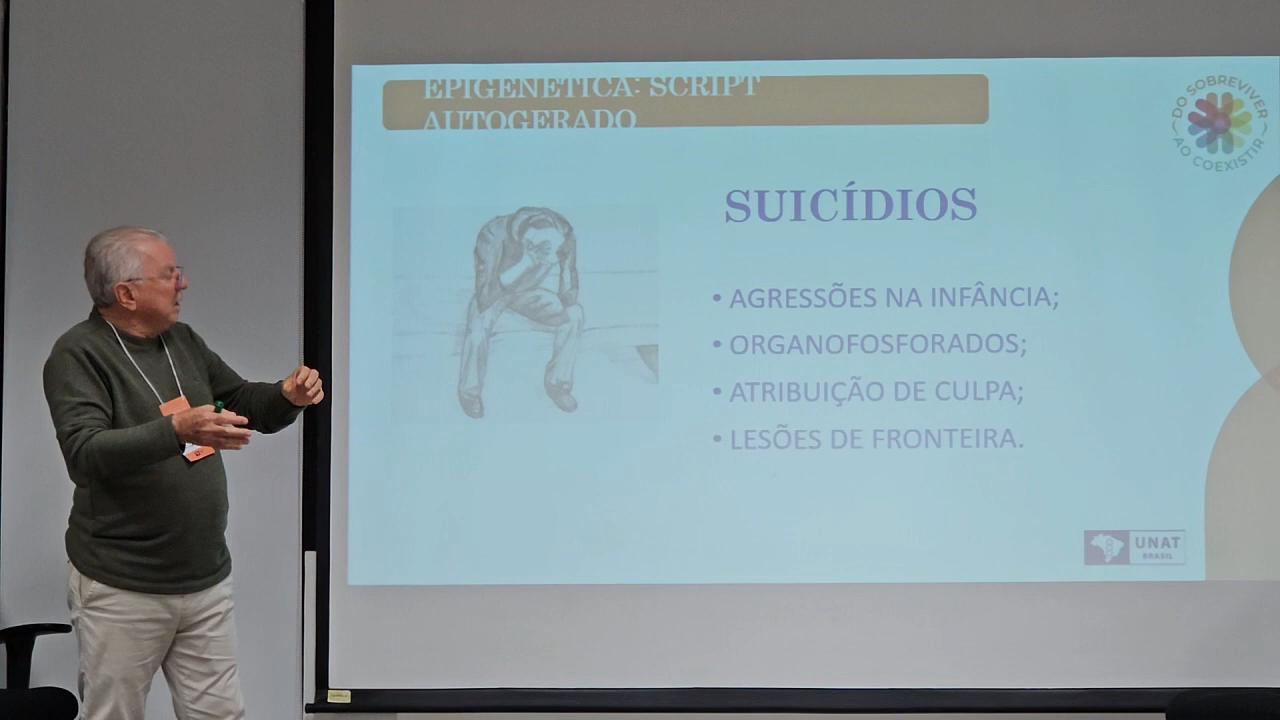 EPIGENETICA: SCRIPT
AUTOGERADO
DO SOBREVIVER
AO COEXISTIR
SUICÍDIOS
• AGRESSÕES NA INFÂNCIA;
• ORGANOFOSFORADOS;
• ATRIBUIÇÃO DE CULPA;
• LESÕES DE FRONTEIRA.
UNAT
BRASIL